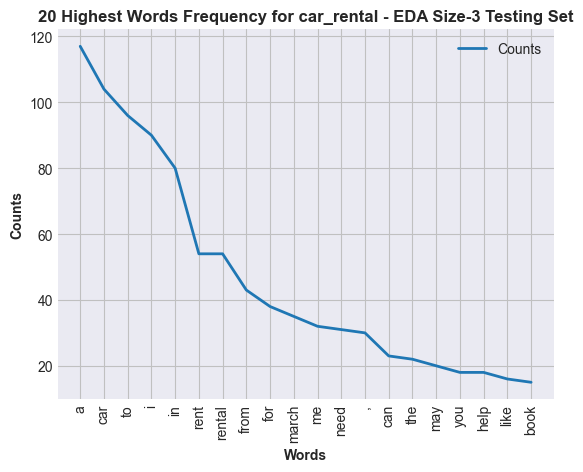 20 Highest Words Frequency for car_rental - EDA Size-3 Testing Set
Counts
120
100
80
60
40
20
Counts
a
car
to
i
in
rent
rental
from
for
march
me
need
,
can
the
may
you
help
like
book
Words